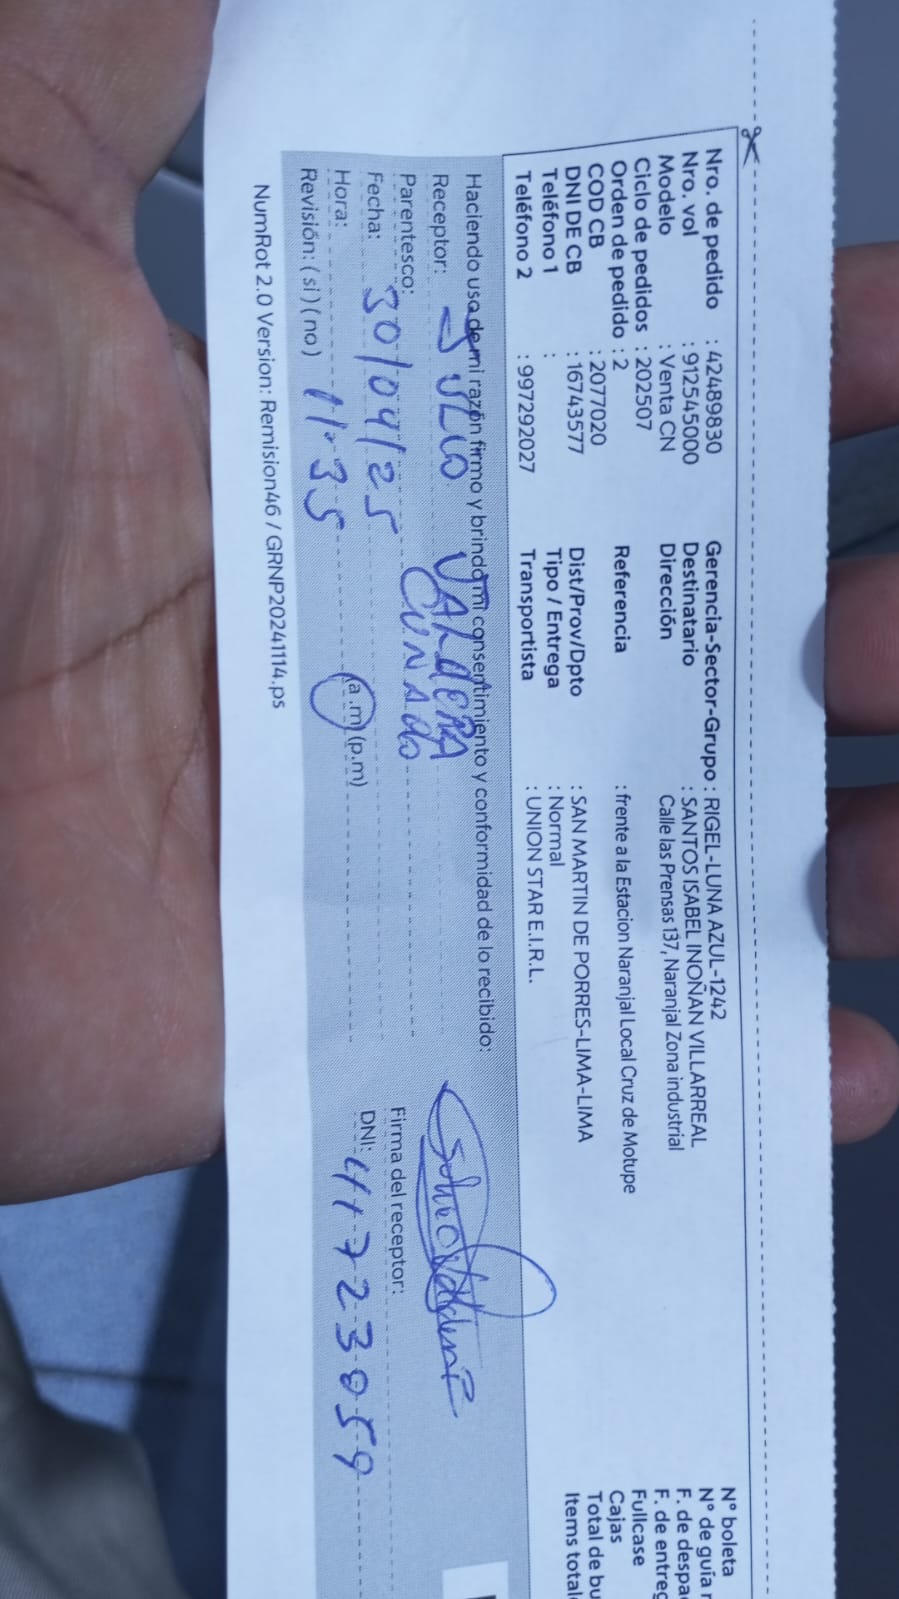 Nro. de pedido : 42489830
Nro. vol : 912545000
Modelo : Venta CN
Ciclo de pedidos : 202507
Orden de pedido : 2
COD CB : 2077020
DNI DE CB : 16743577
Teléfono 1 :
Teléfono 2 : 997292027
Gerencia-Sector-Grupo : RIGEL-LUNA AZUL-1242
Destinatario : SANTOS ISABEL INOÑAN VILLARREAL
Dirección Calle las Prensas 137, Naranjal Zona industrial
Referencia : frente a la Estacion Naranjal Local Cruz de Motupe
Dist/Prov/Dpto : SAN MARTIN DE PORRES-LIMA-LIMA
Tipo / Entrega : Normal
Transportista : UNION STAR E.I.R.L.
N° boleta
N° de guía r
F. de despa
F. de entreg
Fullcase
Cajas
Total de bu
Items total
Haciendo uso de mi razón firmo y brindo mi consentimiento y conformidad de lo recibido:
Receptor: JULIO VALDERA
Parentesco: CUÑADO
Fecha: 30/04/25
Hora: 11:35 (a.m) (p.m)
Revisión: (si) (no)
Firma del receptor:
DNI: 41723059
NumRot 2.0 Version: Remision46 / GRNP20241114.ps